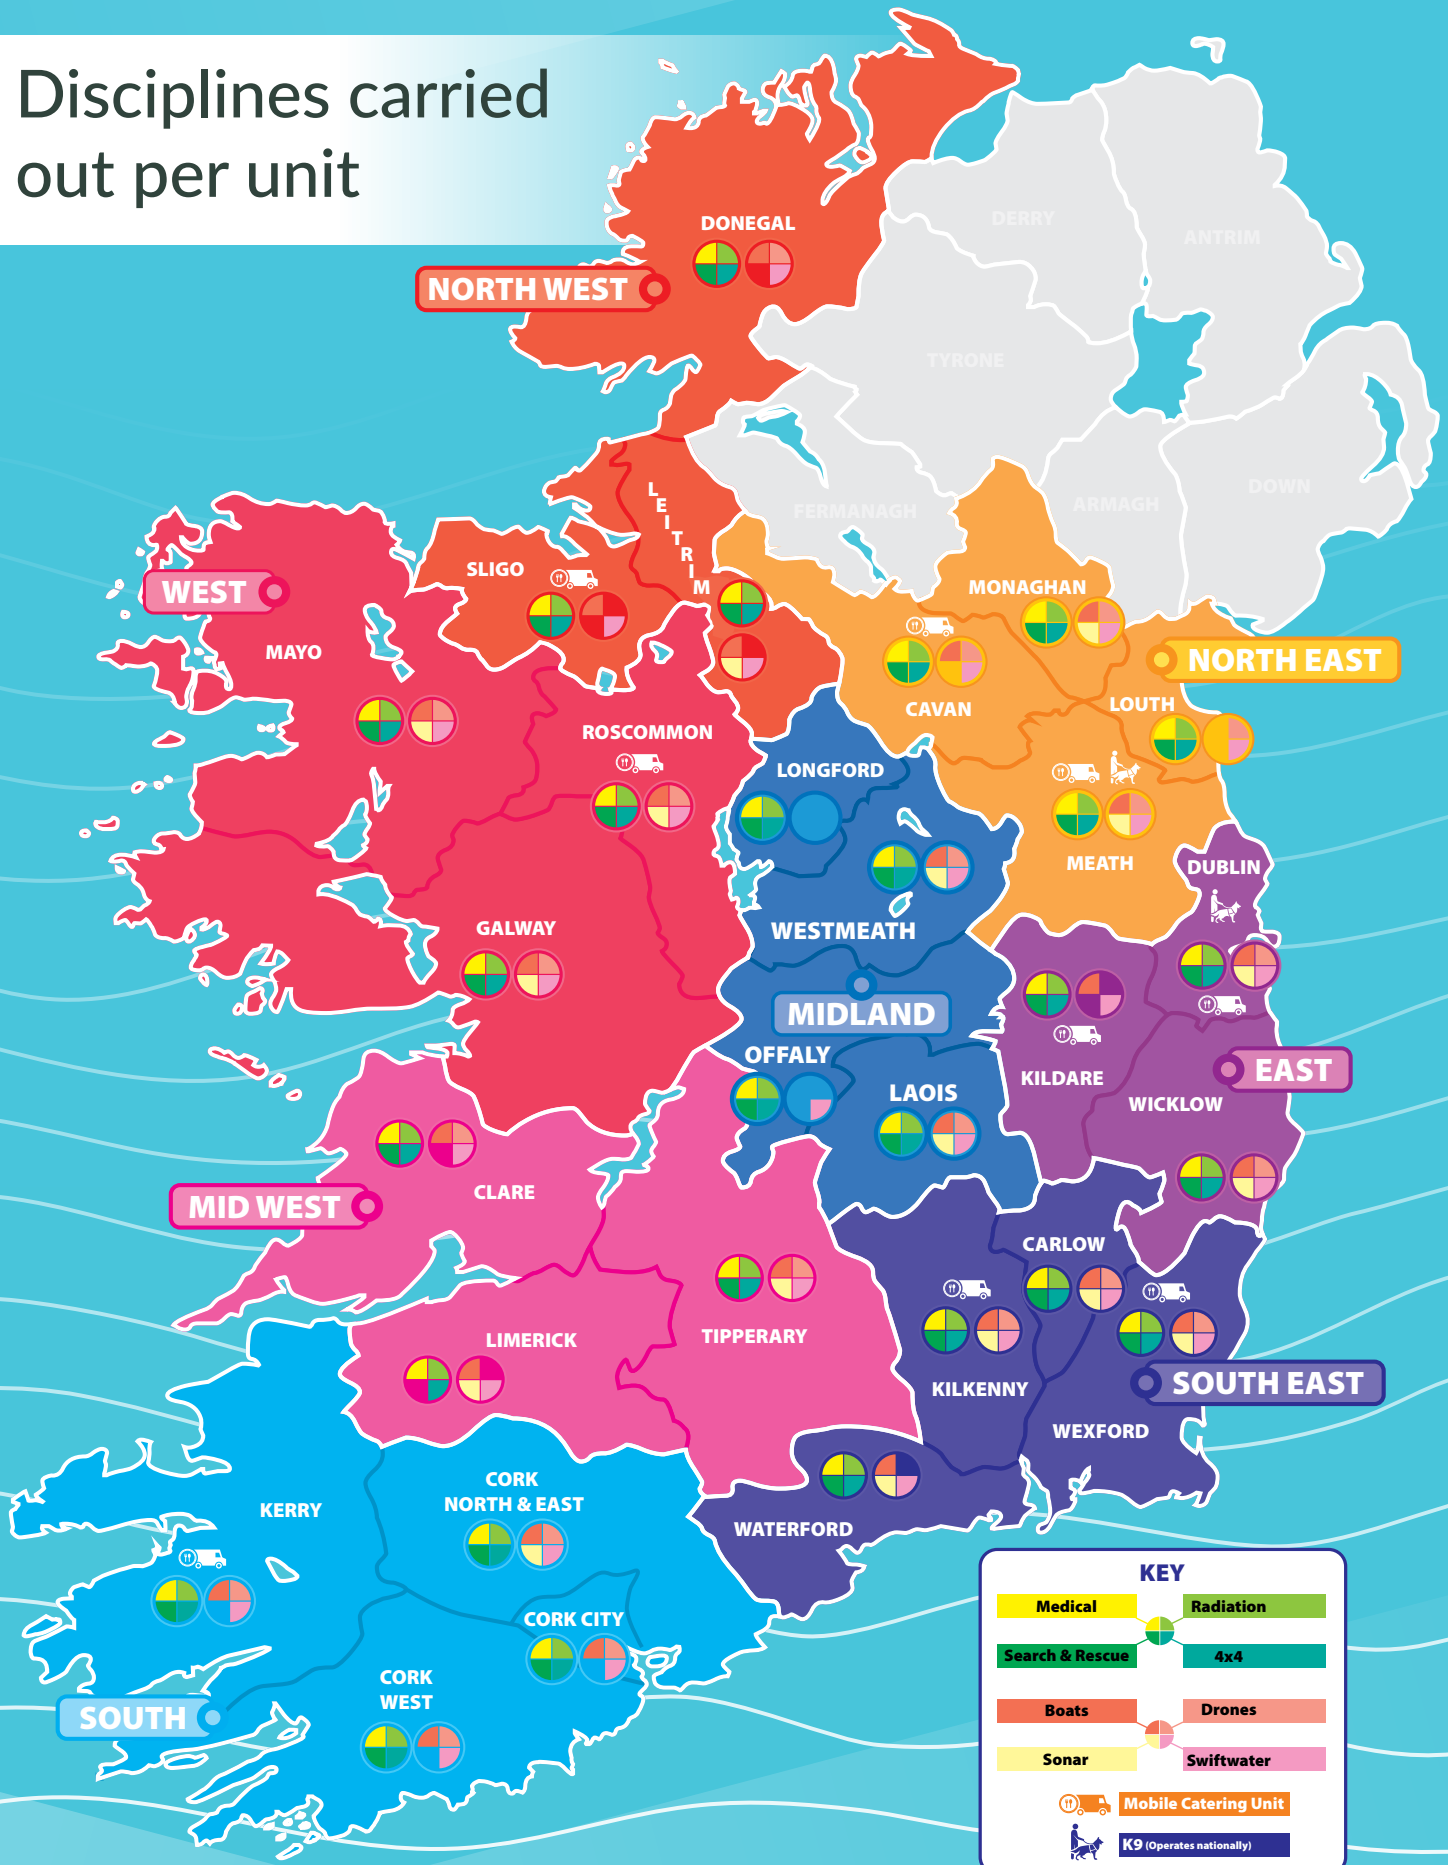 Disciplines carried
out per unit
DONEGAL
NORTH WEST
DERRY
ANTRIM
TYRONE
FERMANAGH
ARMAGH
DOWN
LEITRIM
SLIGO
WEST
MAYO
MONAGHAN
NORTH EAST
CAVAN
LOUTH
ROSCOMMON
LONGFORD
MEATH
DUBLIN
GALWAY
WESTMEATH
MIDLAND
OFFALY
LAOIS
KILDARE
EAST
WICKLOW
CLARE
MID WEST
CARLOW
LIMERICK
TIPPERARY
KILKENNY
SOUTH EAST
WEXFORD
CORK
NORTH & EAST
KERRY
WATERFORD
CORK CITY
CORK
WEST
SOUTH
KEY
Medical
Radiation
Search & Rescue
4x4
Boats
Drones
Sonar
Swiftwater
Mobile Catering Unit
K9 (Operates nationally)